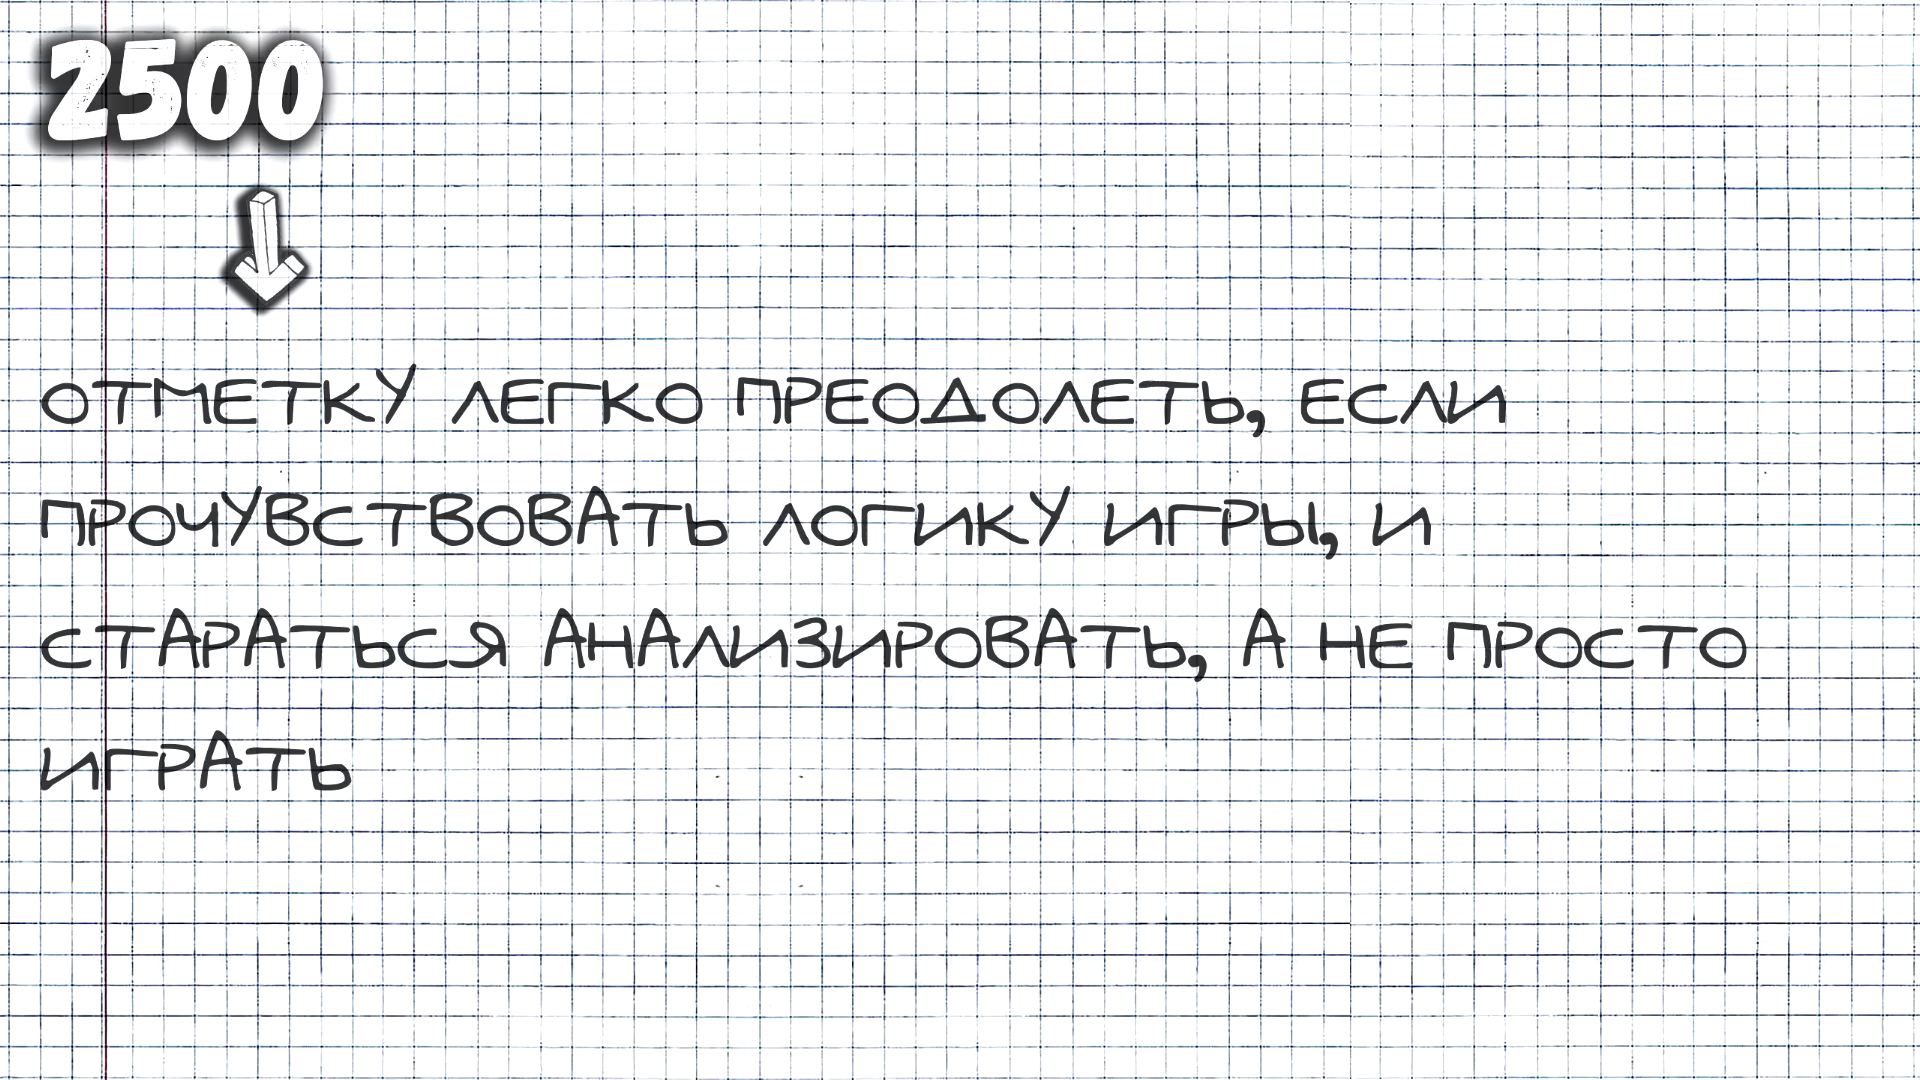 2500
ОТМЕТКУ ЛЕГКО ПРЕОДОЛЕТЬ, ЕСЛИ
ПРОЧУВСТВОВАТЬ ЛОГИКУ ИГРЫ, И
СТАРАТЬСЯ АНАЛИЗИРОВАТЬ, А НЕ ПРОСТО
ИГРАТЬ